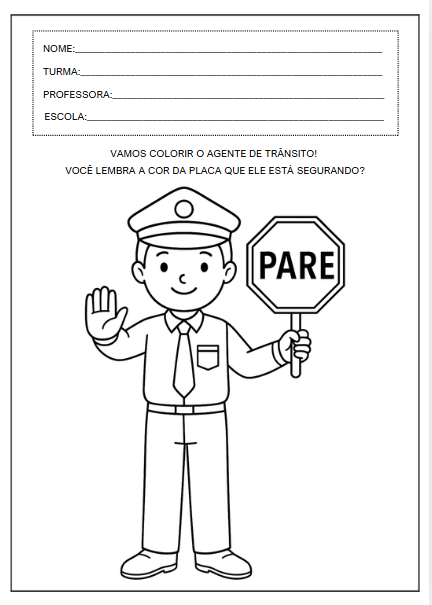 NOME:
TURMA:
PROFESSORA:
ESCOLA:
VAMOS COLORIR O AGENTE DE TRÂNSITO!
VOCÊ LEMBRA A COR DA PLACA QUE ELE ESTÁ SEGURANDO?
PARE